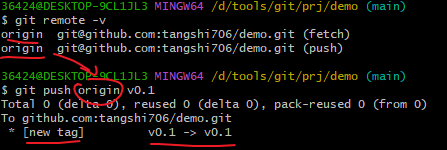 36424@DESKTOP-9CL1JL3 MINGW64 /d/tools/git/prj/demo (main)
$ git remote -v
origin  git@github.com:tangshi706/demo.git (fetch)
origin  git@github.com:tangshi706/demo.git (push)
36424@DESKTOP-9CL1JL3 MINGW64 /d/tools/git/prj/demo (main)
$ git push origin v0.1
Total 0 (delta 0), reused 0 (delta 0), pack-reused 0 (from 0)
To github.com:tangshi706/demo.git
 * [new tag]         v0.1 -> v0.1